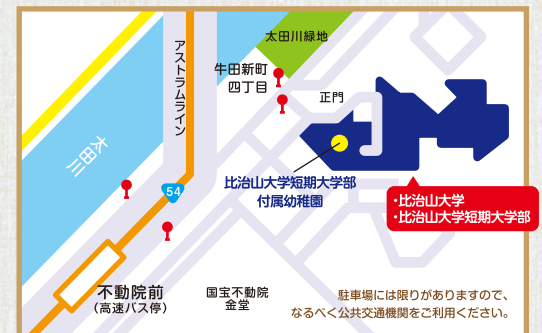 太田川緑地
アストラムライン
牛田新町
四丁目
正門
太田川
比治山大学短期大学部
付属幼稚園
54
・比治山大学
・比治山大学短期大学部
不動院前
(高速バス停)
国宝不動院
金堂
駐車場には限りがありますので、
なるべく公共交通機関をご利用ください。